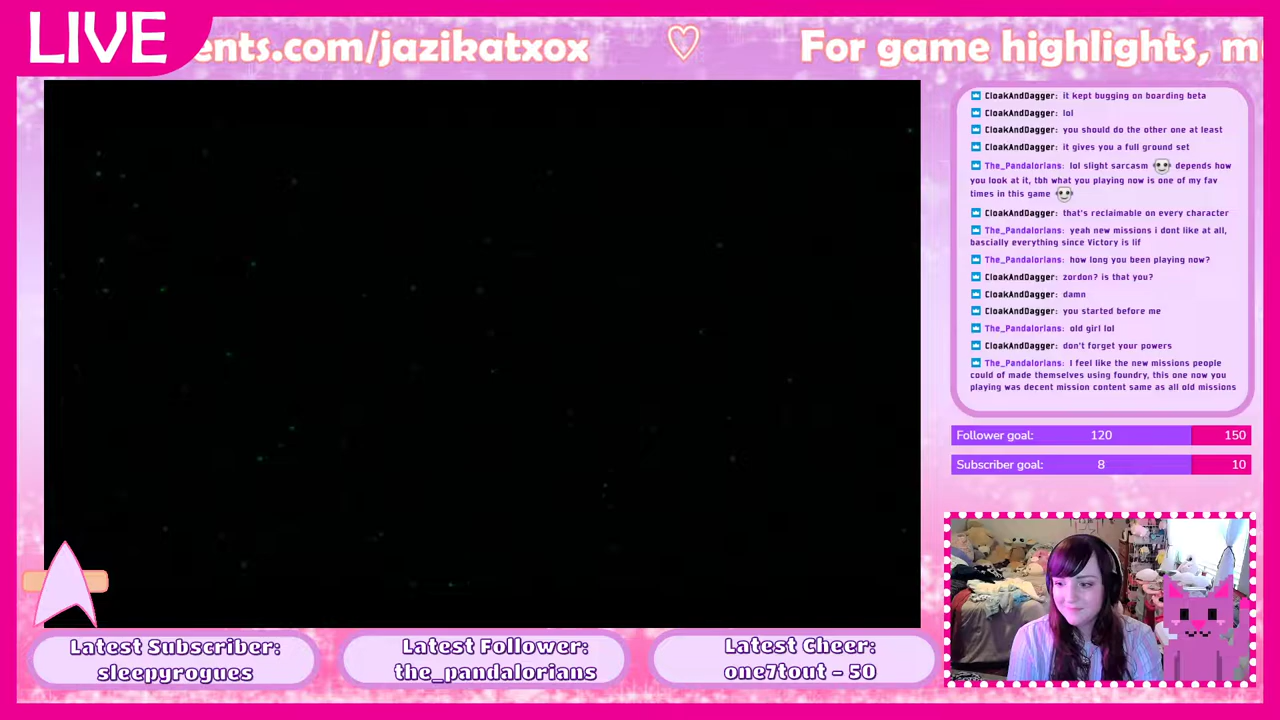 LIVE
ents.com/jazikatxox
For game highlights, m
CloakAndDagger: it kept bugging on boarding beta
CloakAndDagger: lol
CloakAndDagger: you should do the other one at least
CloakAndDagger: it gives you a full ground set
The_Pandalorians: lol slight sarcasm depends how
you look at it, tbh what you playing now is one of my fav
times in this game
CloakAndDagger: that's reclaimable on every character
The_Pandalorians: yeah new missions i dont like at all,
bascially everything since Victory is lif
The_Pandalorians: how long you been playing now?
CloakAndDagger: zordon? is that you?
CloakAndDagger: damn
CloakAndDagger: you started before me
The_Pandalorians: old girl lol
CloakAndDagger: don't forget your powers
The_Pandalorians: I feel like the new missions people
could of made themselves using foundry, this one now you
playing was decent mission content same as all old missions
Follower goal: 120 150
Subscriber goal: 8 10
Latest Subscriber:
sleepyrogues
Latest Follower:
the_pandalorians
Latest Cheer:
one7tout - 50